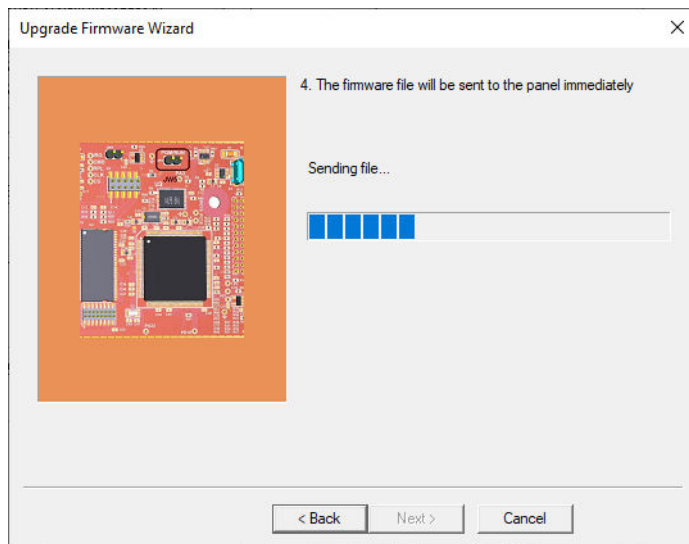 Upgrade Firmware Wizard
4. The firmware file will be sent to the panel immediately
Sending file...
< Back
Next >
Cancel